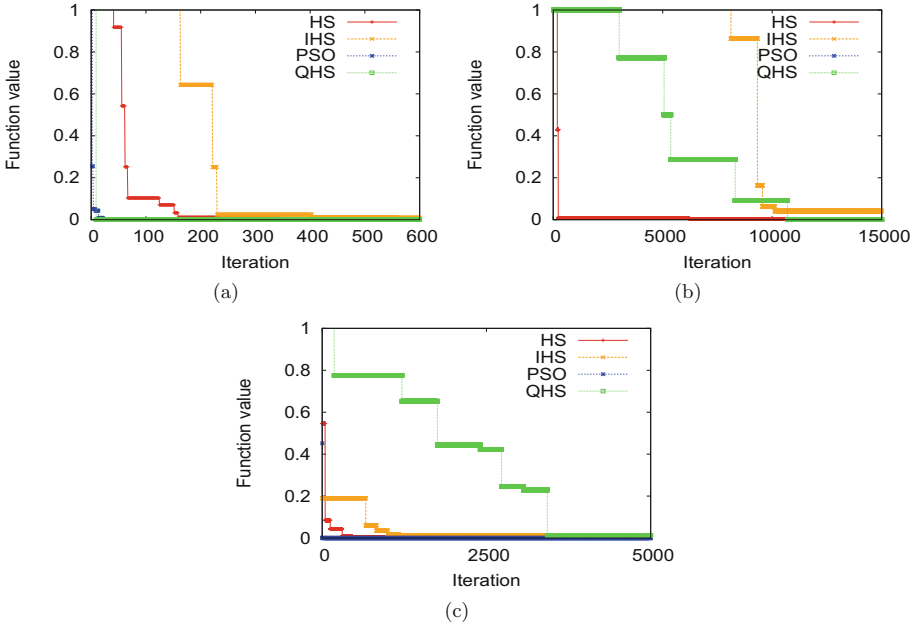 Function value
1
0.8
0.6
0.4
0.2
0
HS
IHS
PSO
QHS
0 100 200 300 400 500 600
Iteration
(a)
Function value
1
0.8
0.6
0.4
0.2
0
HS
IHS
PSO
QHS
0 5000 10000 15000
Iteration
(b)
Function value
1
0.8
0.6
0.4
0.2
0
HS
IHS
PSO
QHS
0 2500 5000
Iteration
(c)